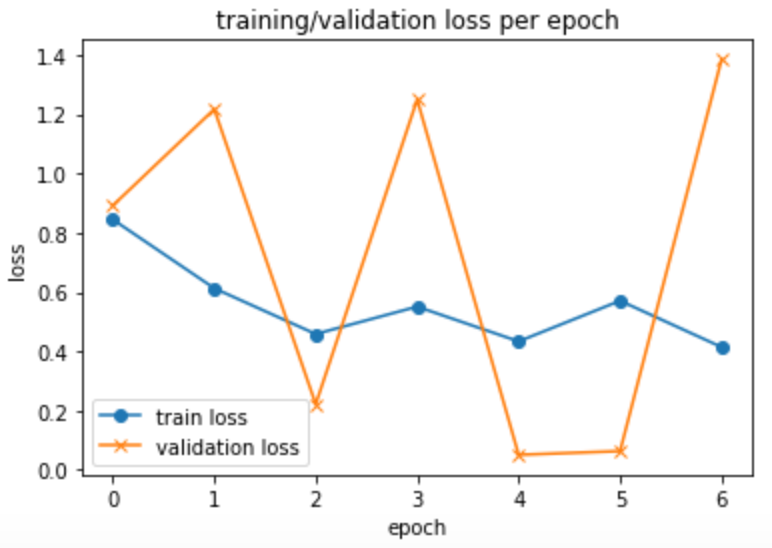 training/validation loss per epoch
1.4
1.2
1.0
0.8
0.6
0.4
0.2
0.0
loss
train loss
validation loss
0 1 2 3 4 5 6
epoch